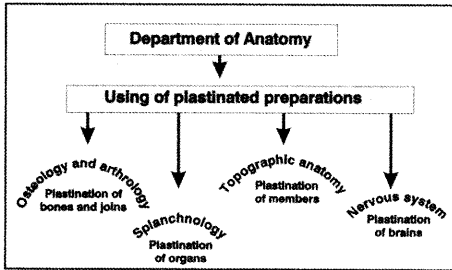 Department of Anatomy
Using of plastinated preparations
Osteology and arthrology
Plastination of
bones and joins
Splanchnology
Plastination
of organs
Topographic anatomy
Plastination
of members
Nervous system
Plastination
of brains